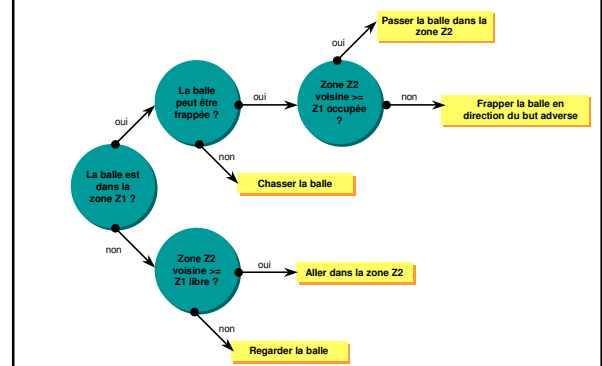 Passer la balle dans la
zone Z2
oui
La balle
peut être
frappée ?
oui
Zone Z2
voisine >=
Z1 occupée
?
non
Frapper la balle en
direction du but adverse
oui
non
Chasser la balle
La balle est
dans la
zone Z1 ?
non
Zone Z2
voisine >=
Z1 libre ?
oui
Aller dans la zone Z2
non
Regarder la balle